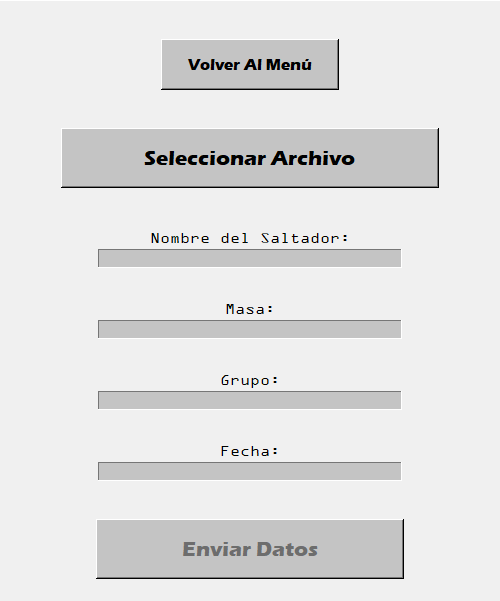 Volver Al Menú
Seleccionar Archivo
Nombre del Saltador:
Masa:
Grupo:
Fecha:
Enviar Datos